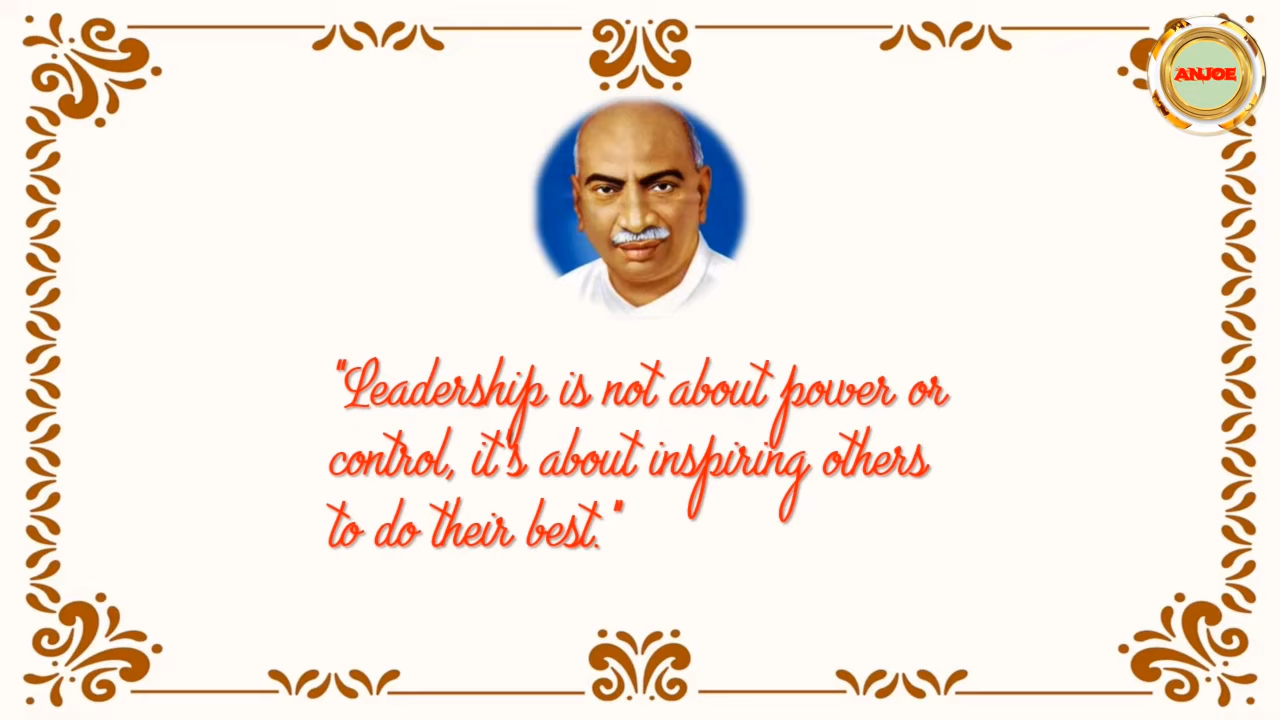 ANJOE
"Leadership is not about power or
control, it's about inspiring others
to do their best."